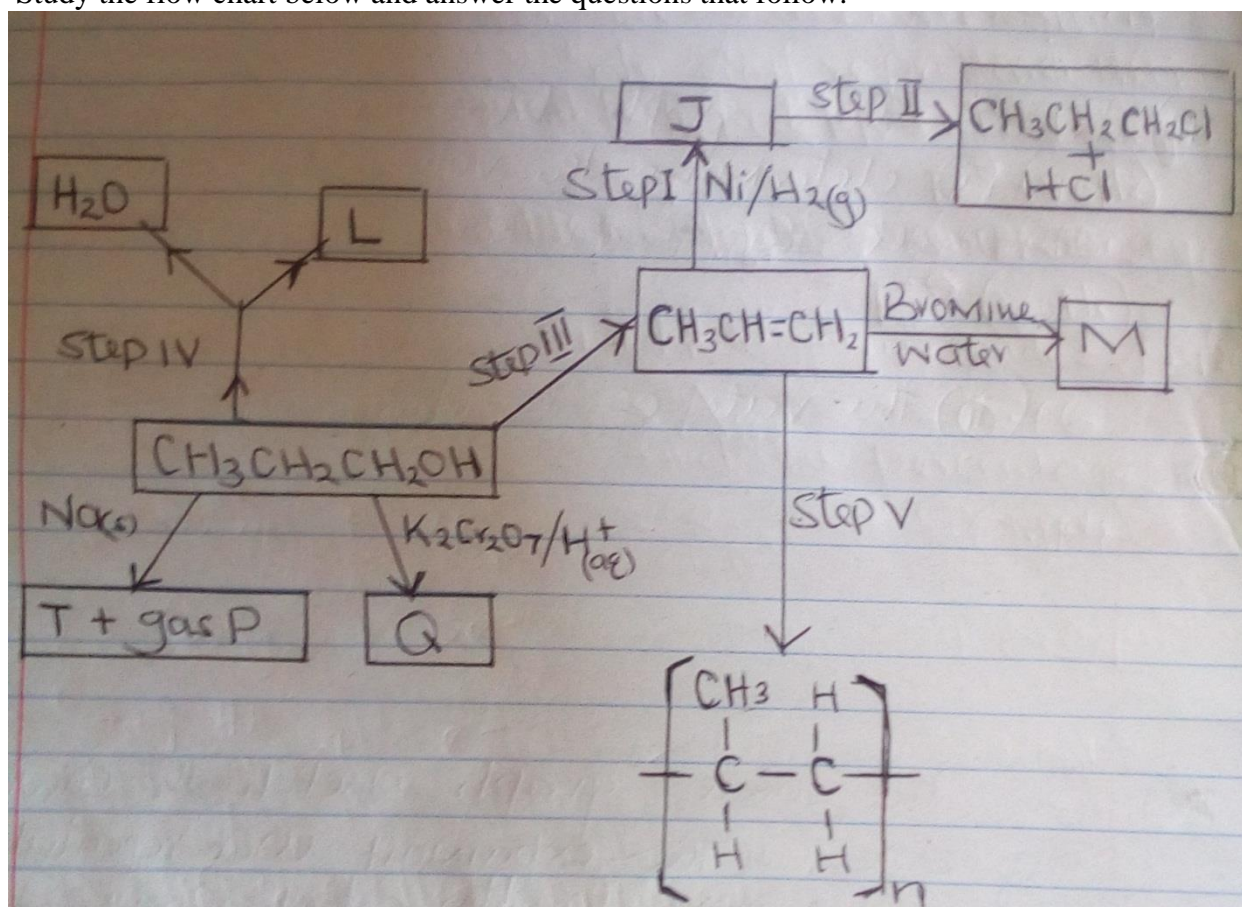 Study the flow chart below and answer the questions that follow.
J
Step II
CH3CH2CH2Cl
+
HCl
Step I
Ni/H2(g)
H2O
L
Step IV
Step III
CH3CH=CH2
Bromine
Water
M
CH3CH2CH2OH
Na(s)
K2Cr2O7/H+(aq)
Step V
T + gas P
Q
CH3 H
C — C
H H
n